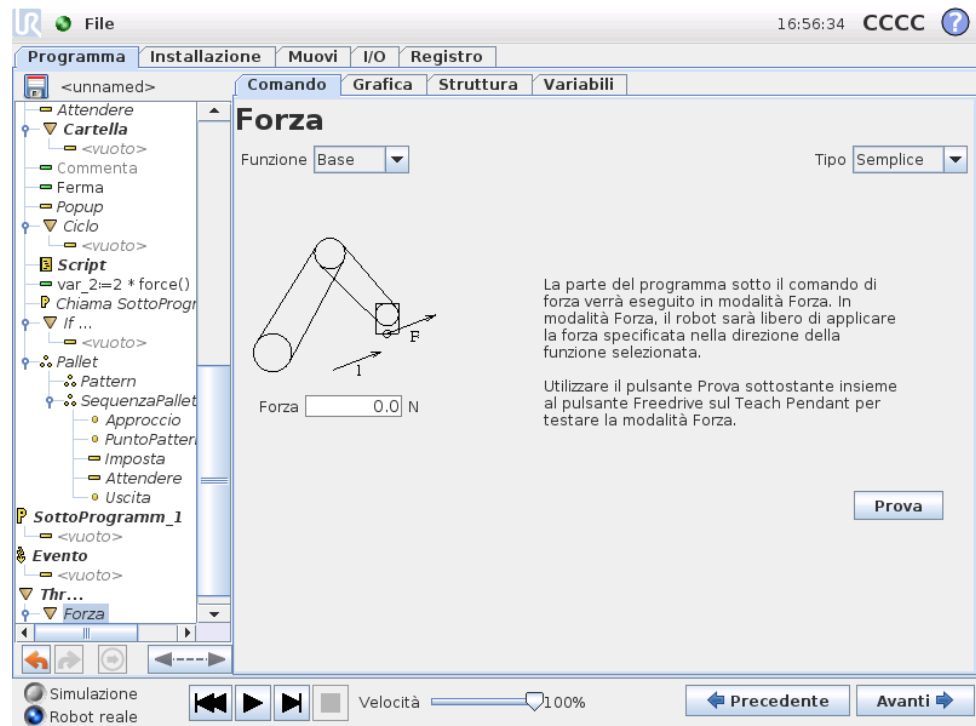 UR File 16:56:34 CCCC ?
Programma Installazione Muovi I/O Registro
<unnamed>
Comando Grafica Struttura Variabili
Attendere
Cartella
<vuoto>
Commenta
Ferma
Popup
Ciclo
<vuoto>
Script
var_2:=2 * force()
Chiama SottoProgr
If ...
<vuoto>
Pallet
Pattern
SequenzaPallet
Approccio
PuntoPatter
Imposta
Attendere
Uscita
P SottoProgramm_1
<vuoto>
Evento
<vuoto>
Thr...
Forza
Forza
Funzione Base Tipo Semplice
F
1
Forza 0.0 N
La parte del programma sotto il comando di
forza verrà eseguito in modalità Forza. In
modalità Forza, il robot sarà libero di applicare
la forza specificata nella direzione della
funzione selezionata.
Utilizzare il pulsante Prova sottostante insieme
al pulsante Freedrive sul Teach Pendant per
testare la modalità Forza.
Prova
Simulazione
Robot reale
Velocità 100%
Precedente Avanti